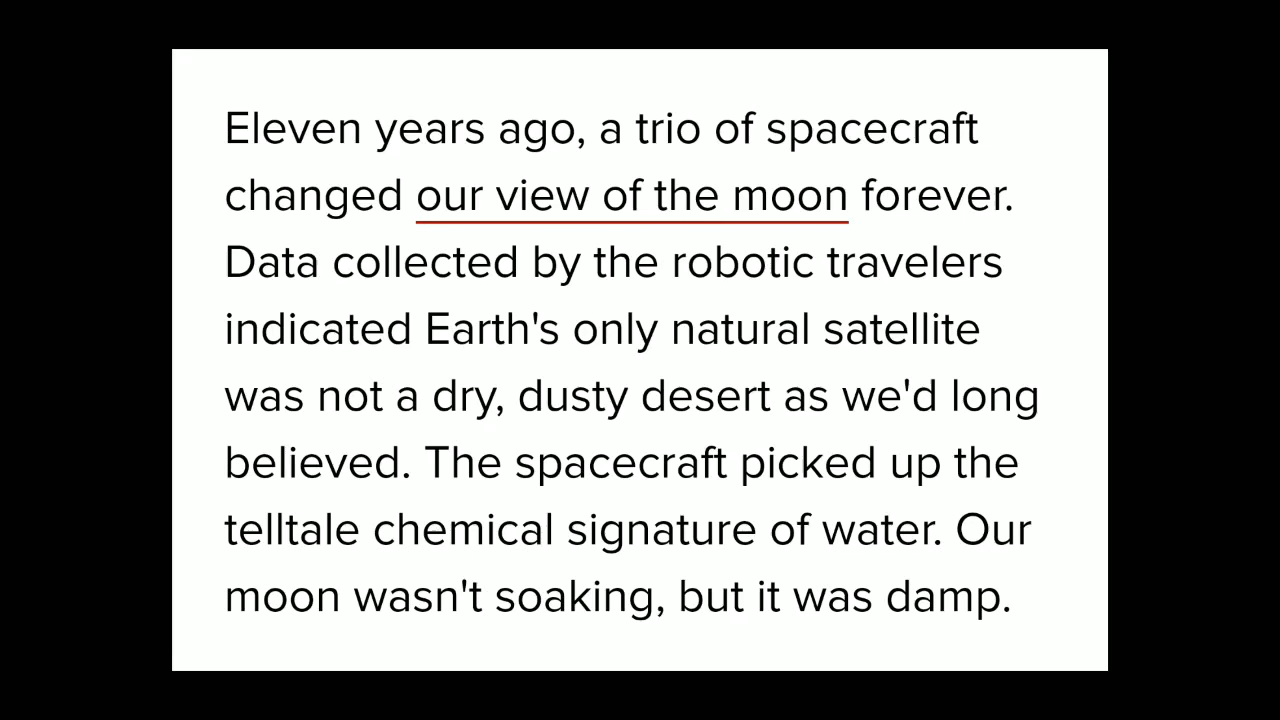 Eleven years ago, a trio of spacecraft
changed our view of the moon forever.
Data collected by the robotic travelers
indicated Earth's only natural satellite
was not a dry, dusty desert as we'd long
believed. The spacecraft picked up the
telltale chemical signature of water. Our
moon wasn't soaking, but it was damp.